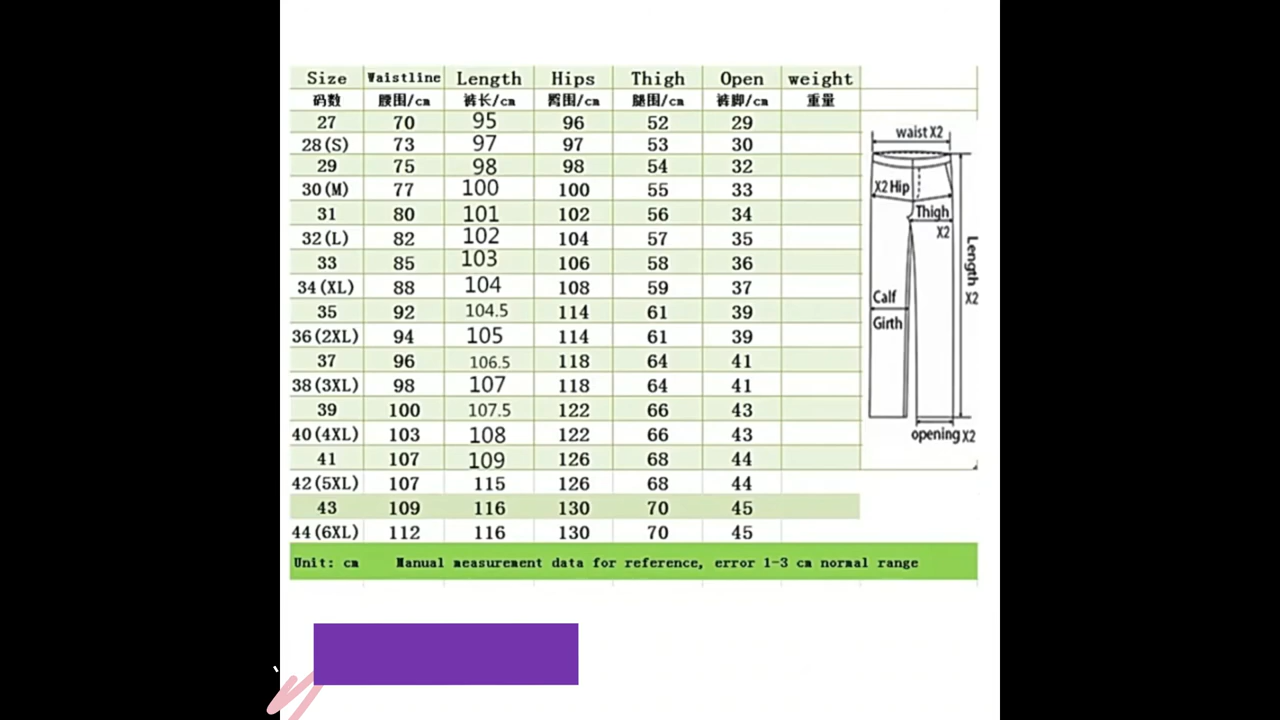 Size Waistline Length Hips Thigh Open weight
码数 腰围/cm 裤长/cm 臀围/cm 腿围/cm 裤脚/cm 重量
27 70 95 96 52 29
28(S) 73 97 97 53 30
29 75 98 98 54 32
30(M) 77 100 100 55 33
31 80 101 102 56 34
32(L) 82 102 104 57 35
33 85 103 106 58 36
34(XL) 88 104 108 59 37
35 92 104.5 114 61 39
36(2XL) 94 105 114 61 39
37 96 106.5 118 64 41
38(3XL) 98 107 118 64 41
39 100 107.5 122 66 43
40(4XL) 103 108 122 66 43
41 107 109 126 68 44
42(5XL) 107 115 126 68 44
43 109 116 130 70 45
44(6XL) 112 116 130 70 45
Unit: cm Manual measurement data for reference, error 1-3 cm normal range
waist X2
X2 Hip
Thigh
X2
Length
X2
Calf
Girth
opening X2